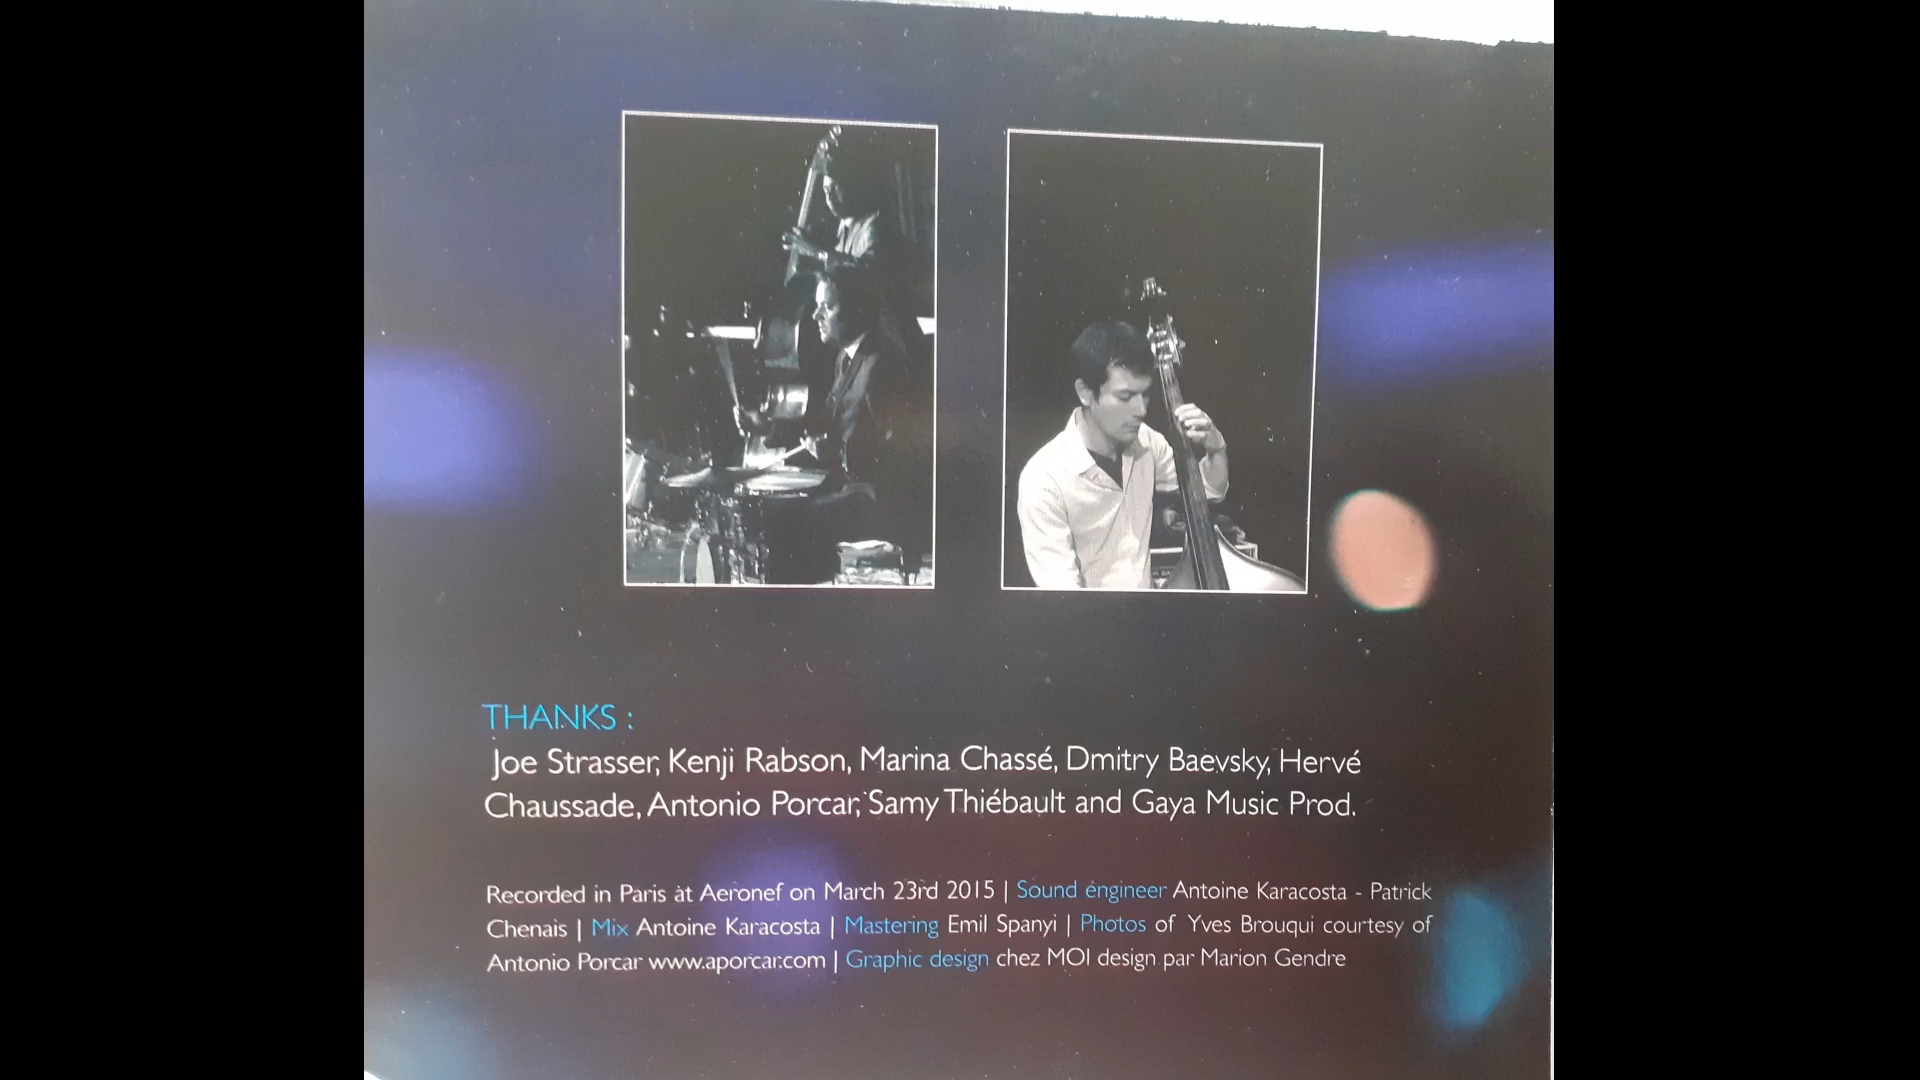 THANKS :
Joe Strasser, Kenji Rabson, Marina Chassé, Dmitry Baevsky, Hervé
Chaussade, Antonio Porcar, Samy Thiébault and Gaya Music Prod.
Recorded in Paris at Aeronef on March 23rd 2015 | Sound engineer Antoine Karacosta - Patrick
Chenais | Mix Antoine Karacosta | Mastering Emil Spanyi | Photos of Yves Brouqui courtesy of
Antonio Porcar www.aporcar.com | Graphic design chez MOI design par Marion Gendre